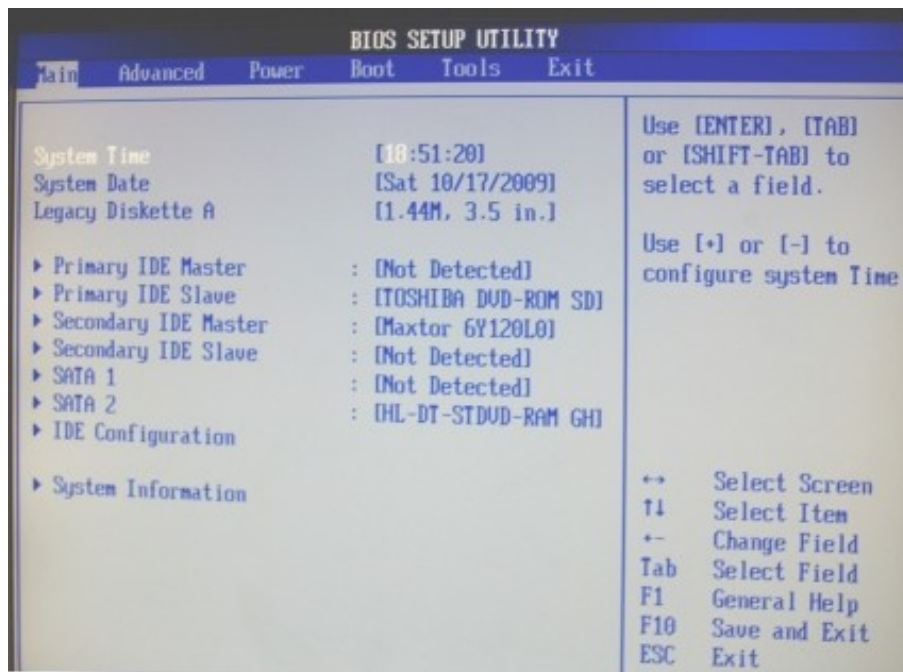 BIOS SETUP UTILITY
Main Advanced Power Boot Tools Exit
System Time [18:51:20]
System Date [Sat 10/17/2009]
Legacy Diskette A [1.44M, 3.5 in.]
▶ Primary IDE Master : [Not Detected]
▶ Primary IDE Slave : [TOSHIBA DVD-ROM SD]
▶ Secondary IDE Master : [Maxtor 6Y120L0]
▶ Secondary IDE Slave : [Not Detected]
▶ SATA 1 : [Not Detected]
▶ SATA 2 : [HL-DT-STDVD-RAM GH]
▶ IDE Configuration
▶ System Information
Use [ENTER], [TAB]
or [SHIFT-TAB] to
select a field.
Use [+] or [-] to
configure system Time
↔ Select Screen
↑↓ Select Item
+- Change Field
Tab Select Field
F1 General Help
F10 Save and Exit
ESC Exit